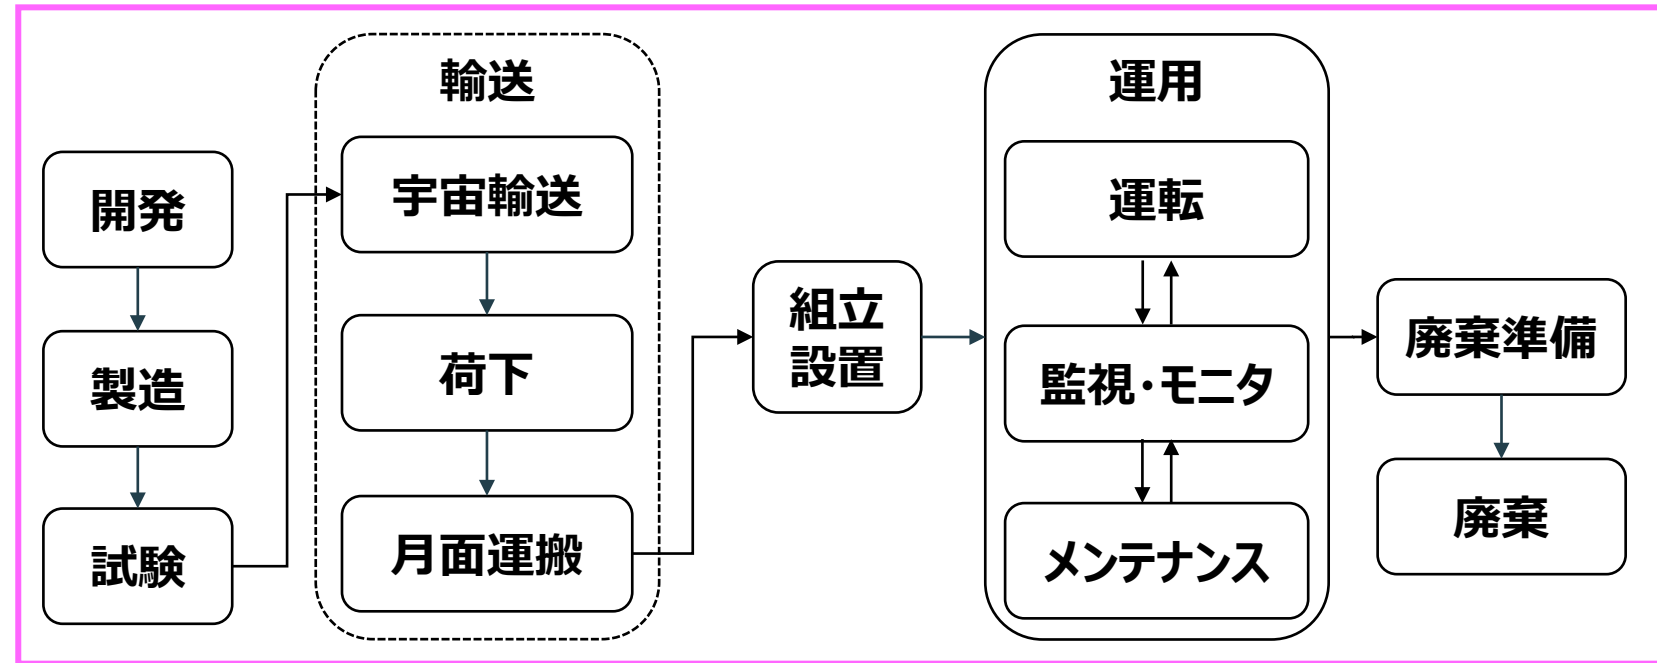 開発
製造
試験
輸送
宇宙輸送
荷下
月面運搬
組立
設置
運用
運転
監視・モニタ
メンテナンス
廃棄準備
廃棄